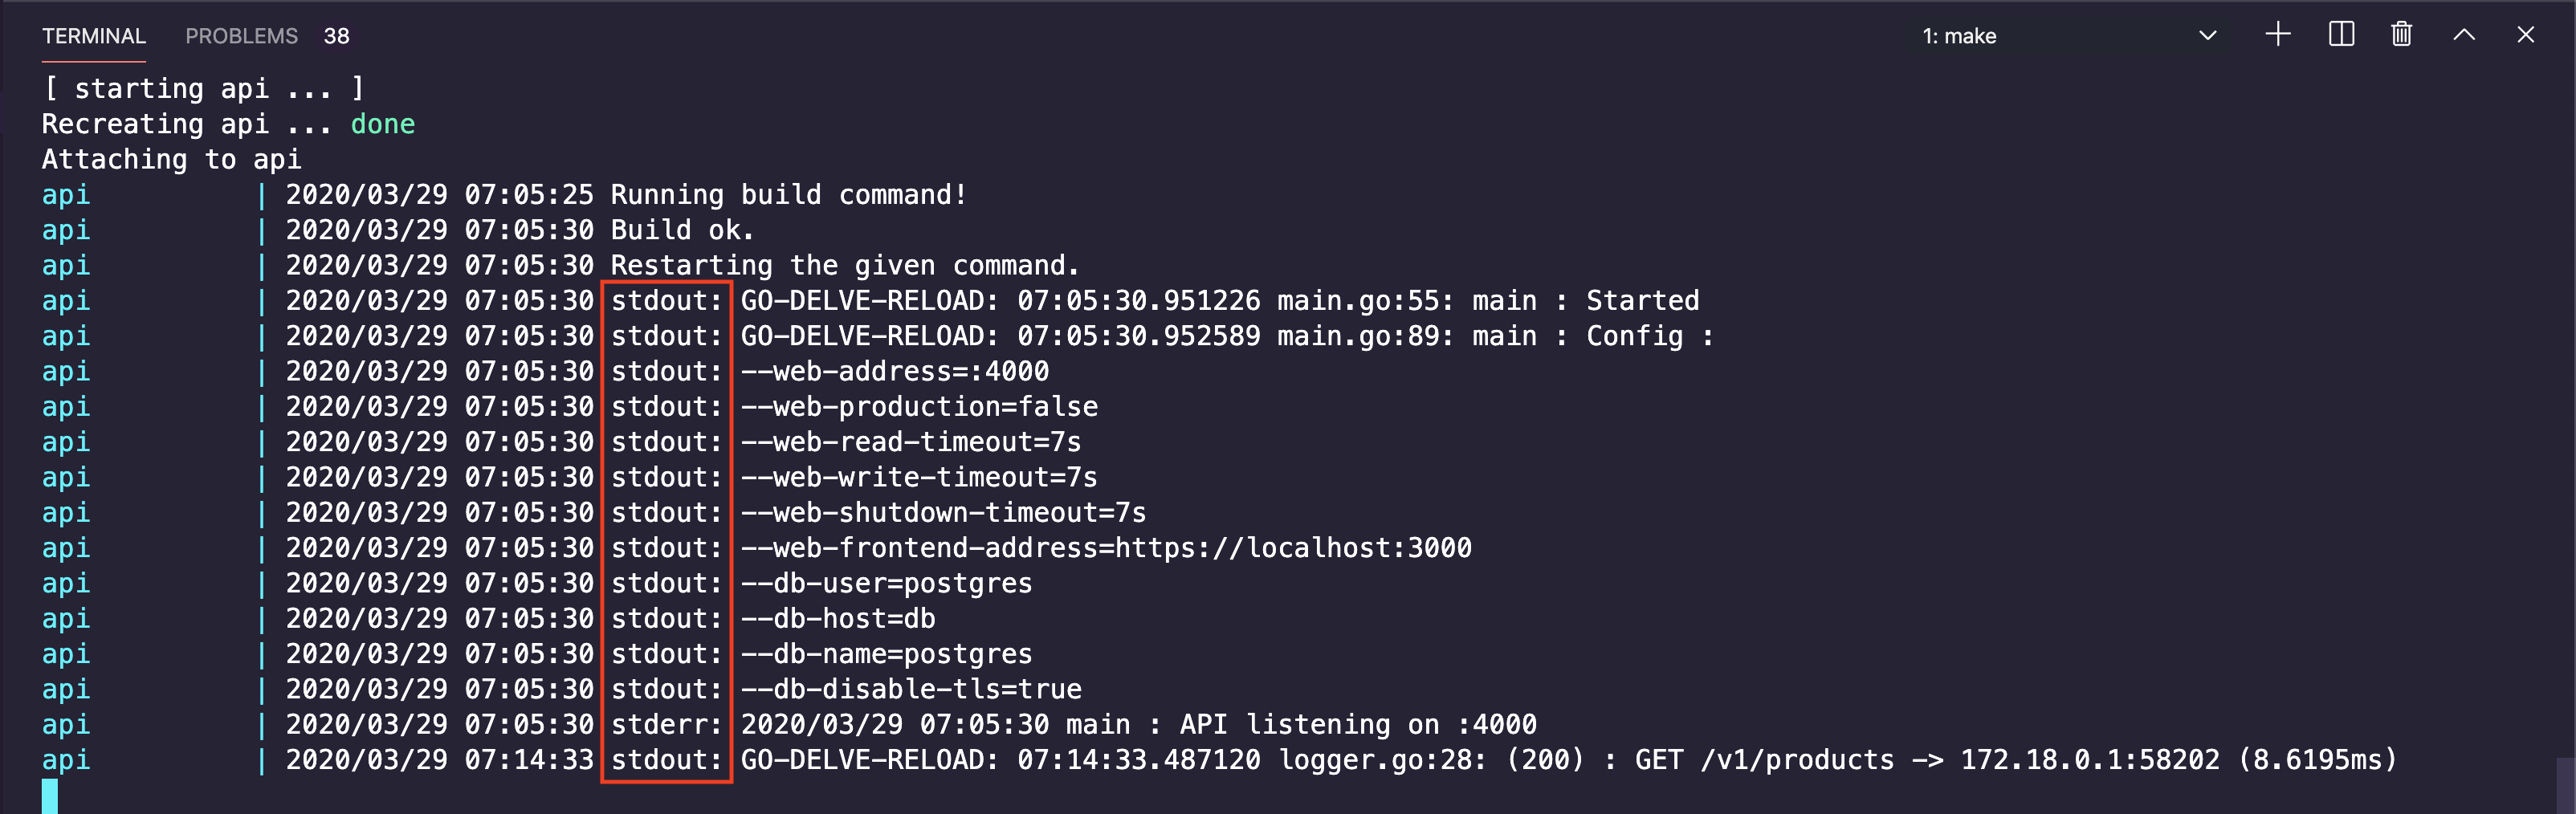 TERMINAL PROBLEMS 38 1: make
[ starting api ... ]
Recreating api ... done
Attaching to api
api | 2020/03/29 07:05:25 Running build command!
api | 2020/03/29 07:05:30 Build ok.
api | 2020/03/29 07:05:30 Restarting the given command.
api | 2020/03/29 07:05:30 stdout: GO-DELVE-RELOAD: 07:05:30.951226 main.go:55: main : Started
api | 2020/03/29 07:05:30 stdout: GO-DELVE-RELOAD: 07:05:30.952589 main.go:89: main : Config :
api | 2020/03/29 07:05:30 stdout: --web-address=:4000
api | 2020/03/29 07:05:30 stdout: --web-production=false
api | 2020/03/29 07:05:30 stdout: --web-read-timeout=7s
api | 2020/03/29 07:05:30 stdout: --web-write-timeout=7s
api | 2020/03/29 07:05:30 stdout: --web-shutdown-timeout=7s
api | 2020/03/29 07:05:30 stdout: --web-frontend-address=https://localhost:3000
api | 2020/03/29 07:05:30 stdout: --db-user=postgres
api | 2020/03/29 07:05:30 stdout: --db-host=db
api | 2020/03/29 07:05:30 stdout: --db-name=postgres
api | 2020/03/29 07:05:30 stdout: --db-disable-tls=true
api | 2020/03/29 07:05:30 stderr: 2020/03/29 07:05:30 main : API listening on :4000
api | 2020/03/29 07:14:33 stdout: GO-DELVE-RELOAD: 07:14:33.487120 logger.go:28: (200) : GET /v1/products -> 172.18.0.1:58202 (8.6195ms)